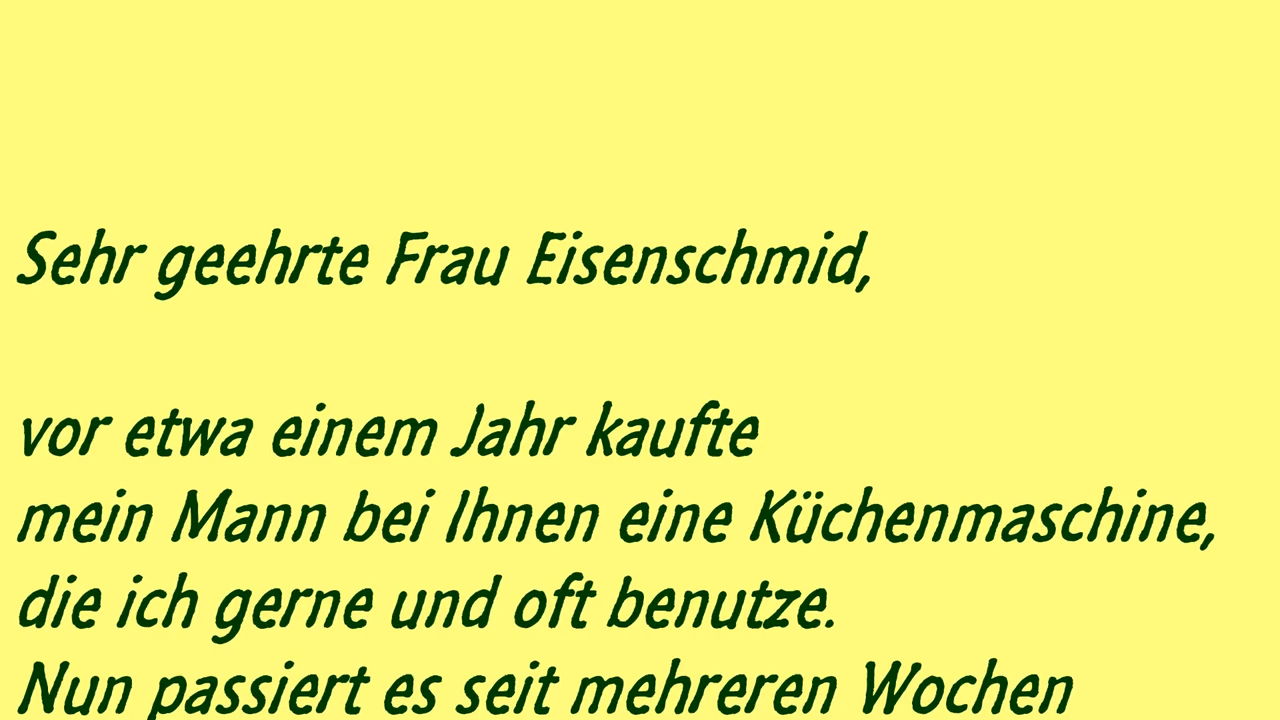 Sehr geehrte Frau Eisenschmid,
vor etwa einem Jahr kaufte
mein Mann bei Ihnen eine Küchenmaschine,
die ich gerne und oft benutze.
Nun passiert es seit mehreren Wochen